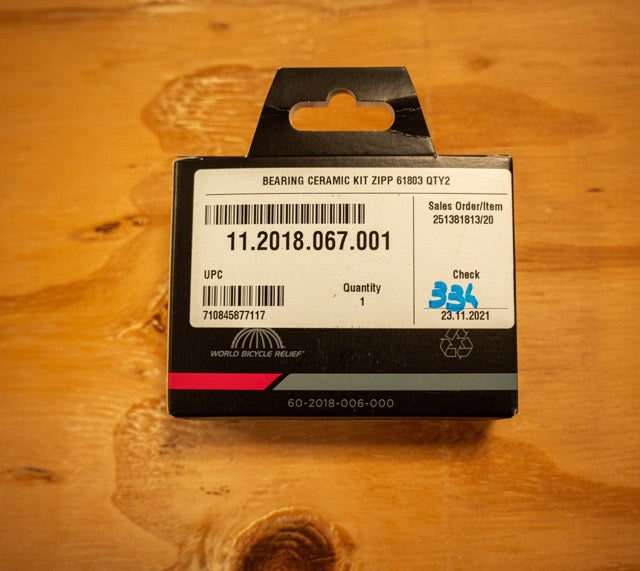 BEARING CERAMIC KIT ZIPP 61803 QTY2
11.2018.067.001
Sales Order/Item
251381813/20
UPC
710845877117
Quantity
1
Check
334
23.11.2021
WORLD BICYCLE RELIEF®
60-2018-006-000